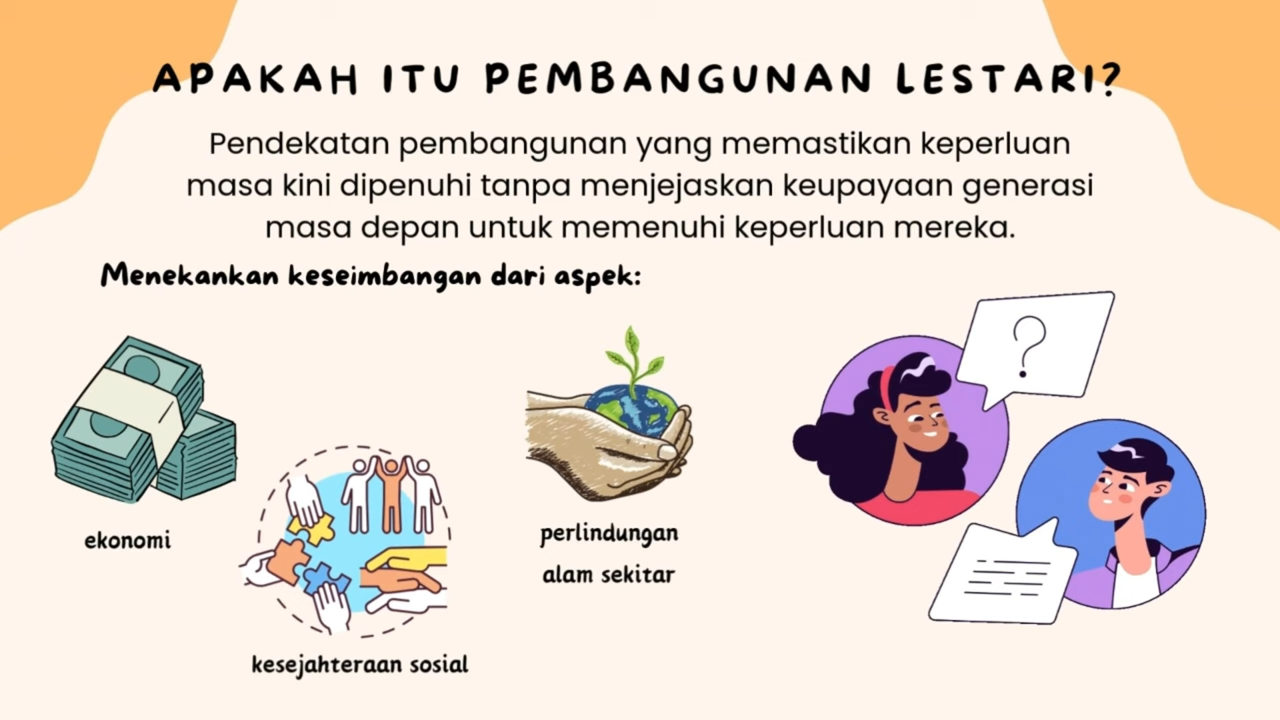 APAKAH ITU PEMBANGUNAN LESTARI?
Pendekatan pembangunan yang memastikan keperluan
masa kini dipenuhi tanpa menjejaskan keupayaan generasi
masa depan untuk memenuhi keperluan mereka.
Menekankan keseimbangan dari aspek:
?
ekonomi
perlindungan
alam sekitar
kesejahteraan sosial